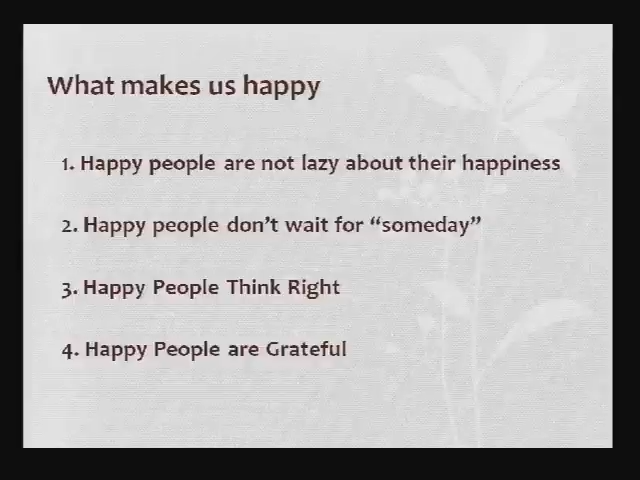 What makes us happy
1. Happy people are not lazy about their happiness
2. Happy people don't wait for “someday”
3. Happy People Think Right
4. Happy People are Grateful